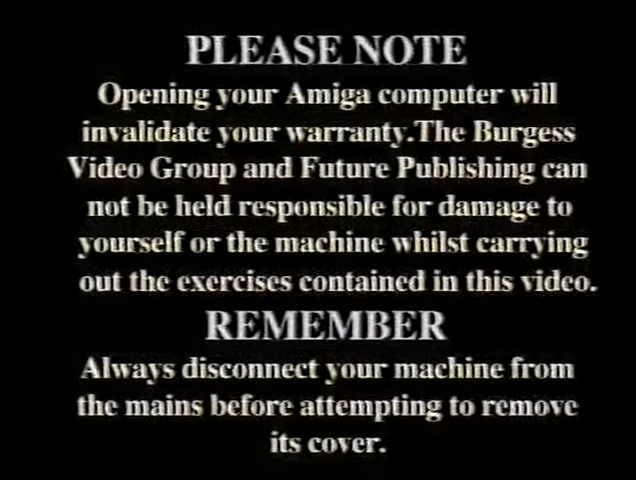 PLEASE NOTE
Opening your Amiga computer will
invalidate your warranty.The Burgess
Video Group and Future Publishing can
not be held responsible for damage to
yourself or the machine whilst carrying
out the exercises contained in this video.
REMEMBER
Always disconnect your machine from
the mains before attempting to remove
its cover.